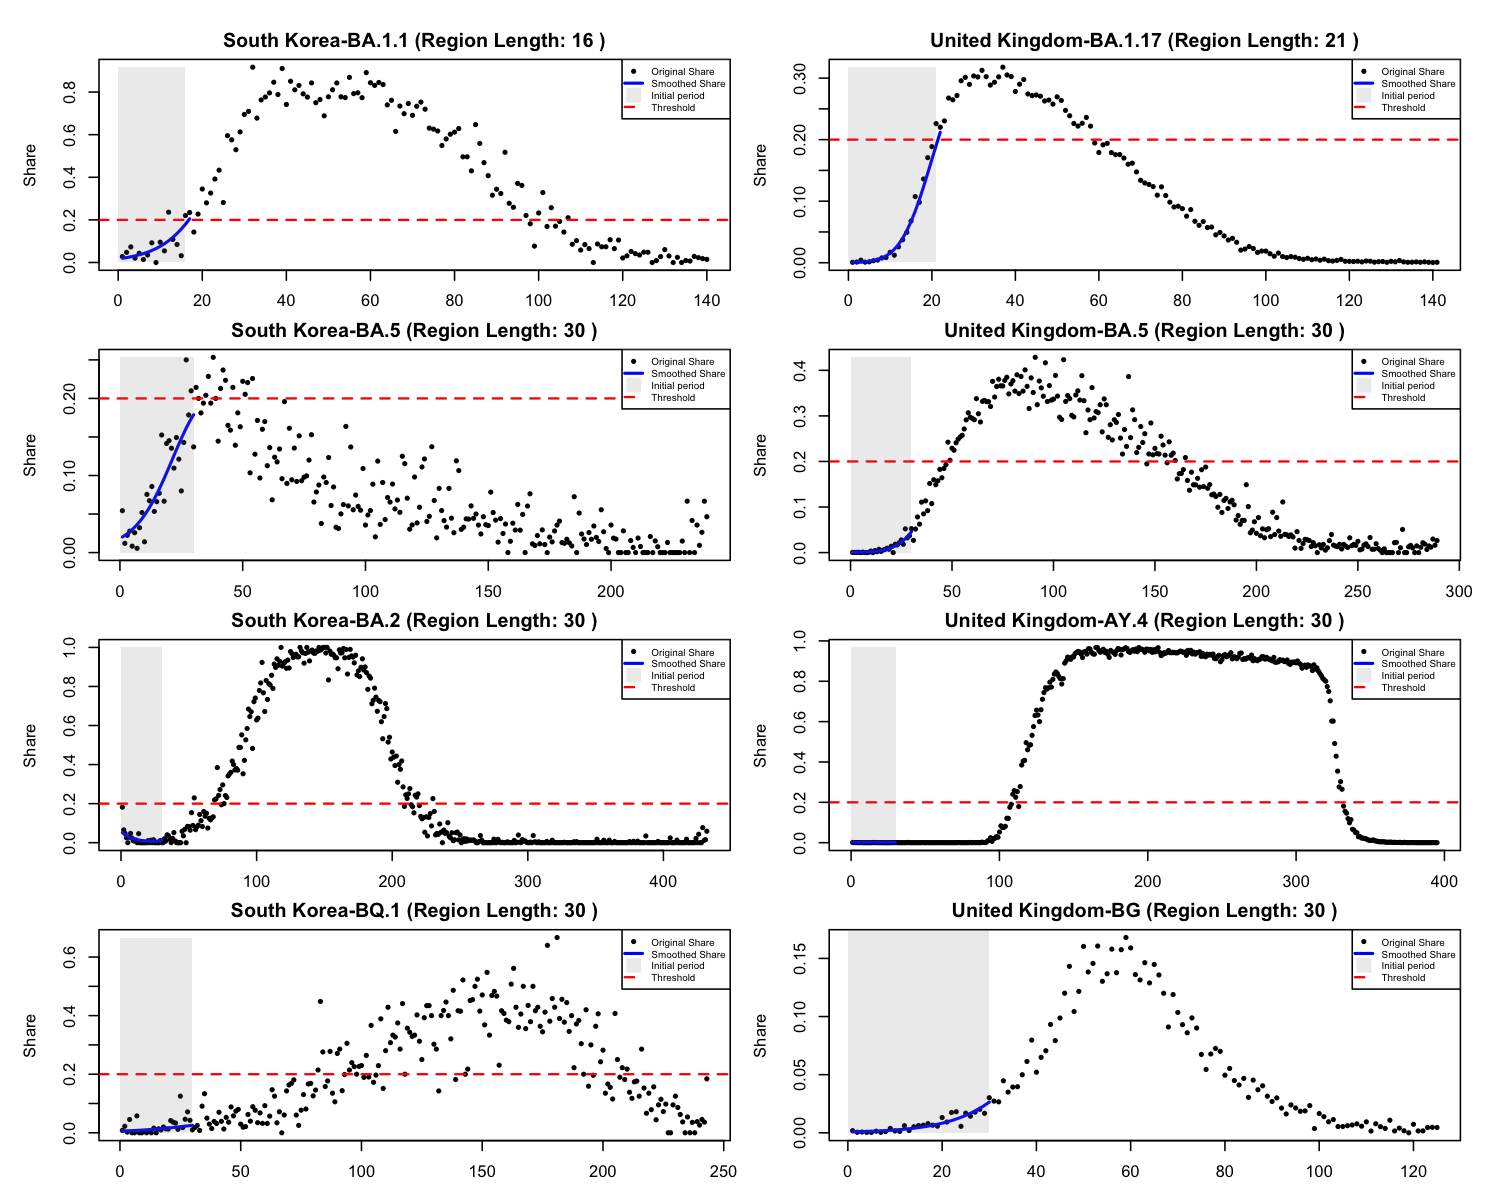 South Korea-BA.1.1 (Region Length: 16 )
Share
0.0 0.2 0.4 0.6 0.8
Original Share
Smoothed Share
Initial period
Threshold
0 20 40 60 80 100 120 140
United Kingdom-BA.1.17 (Region Length: 21 )
Share
0.00 0.10 0.20 0.30
Original Share
Smoothed Share
Initial period
Threshold
0 20 40 60 80 100 120 140
South Korea-BA.5 (Region Length: 30 )
Share
0.00 0.10 0.20
Original Share
Smoothed Share
Initial period
Threshold
0 50 100 150 200
United Kingdom-BA.5 (Region Length: 30 )
Share
0.0 0.1 0.2 0.3 0.4
Original Share
Smoothed Share
Initial period
Threshold
0 50 100 150 200 250 300
South Korea-BA.2 (Region Length: 30 )
Share
0.0 0.2 0.4 0.6 0.8 1.0
Original Share
Smoothed Share
Initial period
Threshold
0 100 200 300 400
United Kingdom-AY.4 (Region Length: 30 )
Share
0.0 0.2 0.4 0.6 0.8 1.0
Original Share
Smoothed Share
Initial period
Threshold
0 100 200 300 400
South Korea-BQ.1 (Region Length: 30 )
Share
0.0 0.2 0.4 0.6
Original Share
Smoothed Share
Initial period
Threshold
0 50 100 150 200 250
United Kingdom-BG (Region Length: 30 )
Share
0.00 0.05 0.10 0.15
Original Share
Smoothed Share
Initial period
Threshold
0 20 40 60 80 100 120